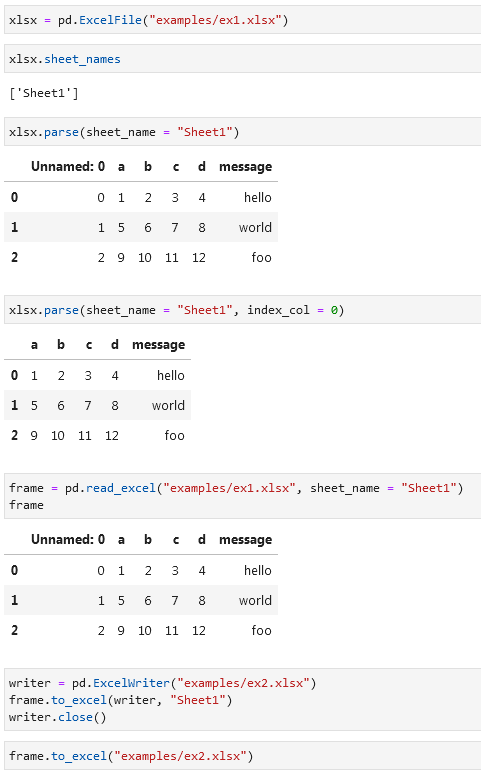 xlsx = pd.ExcelFile("examples/ex1.xlsx")
xlsx.sheet_names
['Sheet1']
xlsx.parse(sheet_name = "Sheet1")
Unnamed: 0 a b c d message
0 0 1 2 3 4 hello
1 1 5 6 7 8 world
2 2 9 10 11 12 foo
xlsx.parse(sheet_name = "Sheet1", index_col = 0)
a b c d message
0 1 2 3 4 hello
1 5 6 7 8 world
2 9 10 11 12 foo
frame = pd.read_excel("examples/ex1.xlsx", sheet_name = "Sheet1")
frame
Unnamed: 0 a b c d message
0 0 1 2 3 4 hello
1 1 5 6 7 8 world
2 2 9 10 11 12 foo
writer = pd.ExcelWriter("examples/ex2.xlsx")
frame.to_excel(writer, "Sheet1")
writer.close()
frame.to_excel("examples/ex2.xlsx")